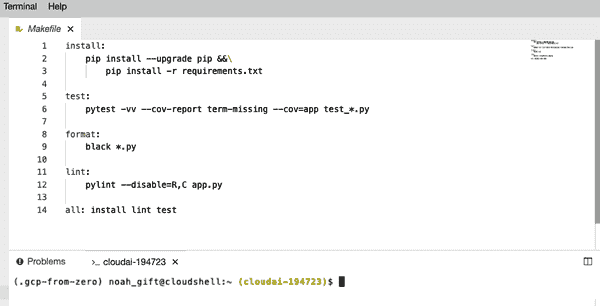 Terminal Help
Makefile ×
1 install:
2 pip install --upgrade pip &&\
3 pip install -r requirements.txt
4
5 test:
6 pytest -vv --cov-report term-missing --cov=app test_*.py
7
8 format:
9 black *.py
10
11 lint:
12 pylint --disable=R,C app.py
13
14 all: install lint test
Problems >_ cloudai-194723 ×
(.gcp-from-zero) noah_gift@cloudshell:~ (cloudai-194723)$